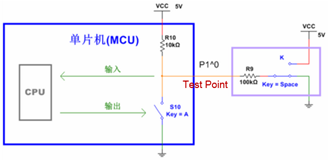 VCC
5V
单片机(MCU)
R10
10kΩ
VCC
5V
输入
P1^0
K
CPU
Test Point
R9
100kΩ
Key = Space
输出
S10
Key = A